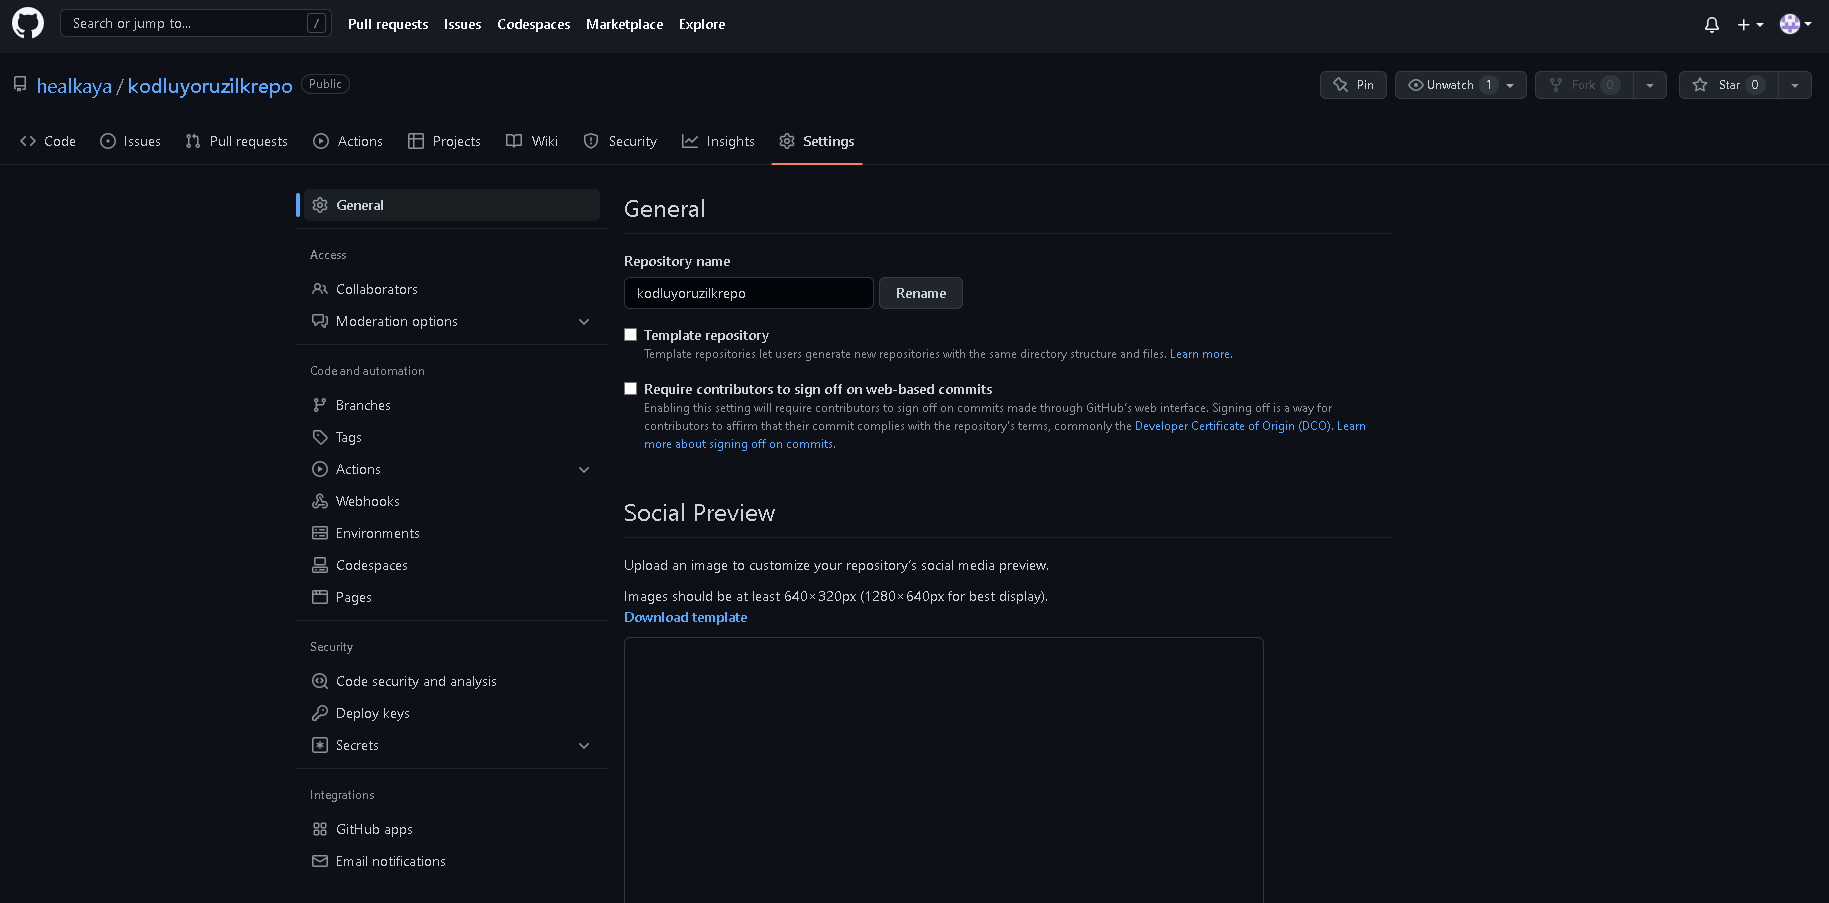 Search or jump to... /
Pull requests Issues Codespaces Marketplace Explore
healkaya / kodluyoruzilkrepo Public
Pin
Unwatch 1
Fork 0
Star 0
Code Issues Pull requests Actions Projects Wiki Security Insights Settings
General
Access
Collaborators
Moderation options
Code and automation
Branches
Tags
Actions
Webhooks
Environments
Codespaces
Pages
Security
Code security and analysis
Deploy keys
Secrets
Integrations
GitHub apps
Email notifications
General
Repository name
kodluyoruzilkrepo Rename
Template repository
Template repositories let users generate new repositories with the same directory structure and files. Learn more.
Require contributors to sign off on web-based commits
Enabling this setting will require contributors to sign off on commits made through GitHub's web interface. Signing off is a way for
contributors to affirm that their commit complies with the repository's terms, commonly the Developer Certificate of Origin (DCO). Learn
more about signing off on commits.
Social Preview
Upload an image to customize your repository's social media preview.
Images should be at least 640×320px (1280×640px for best display).
Download template